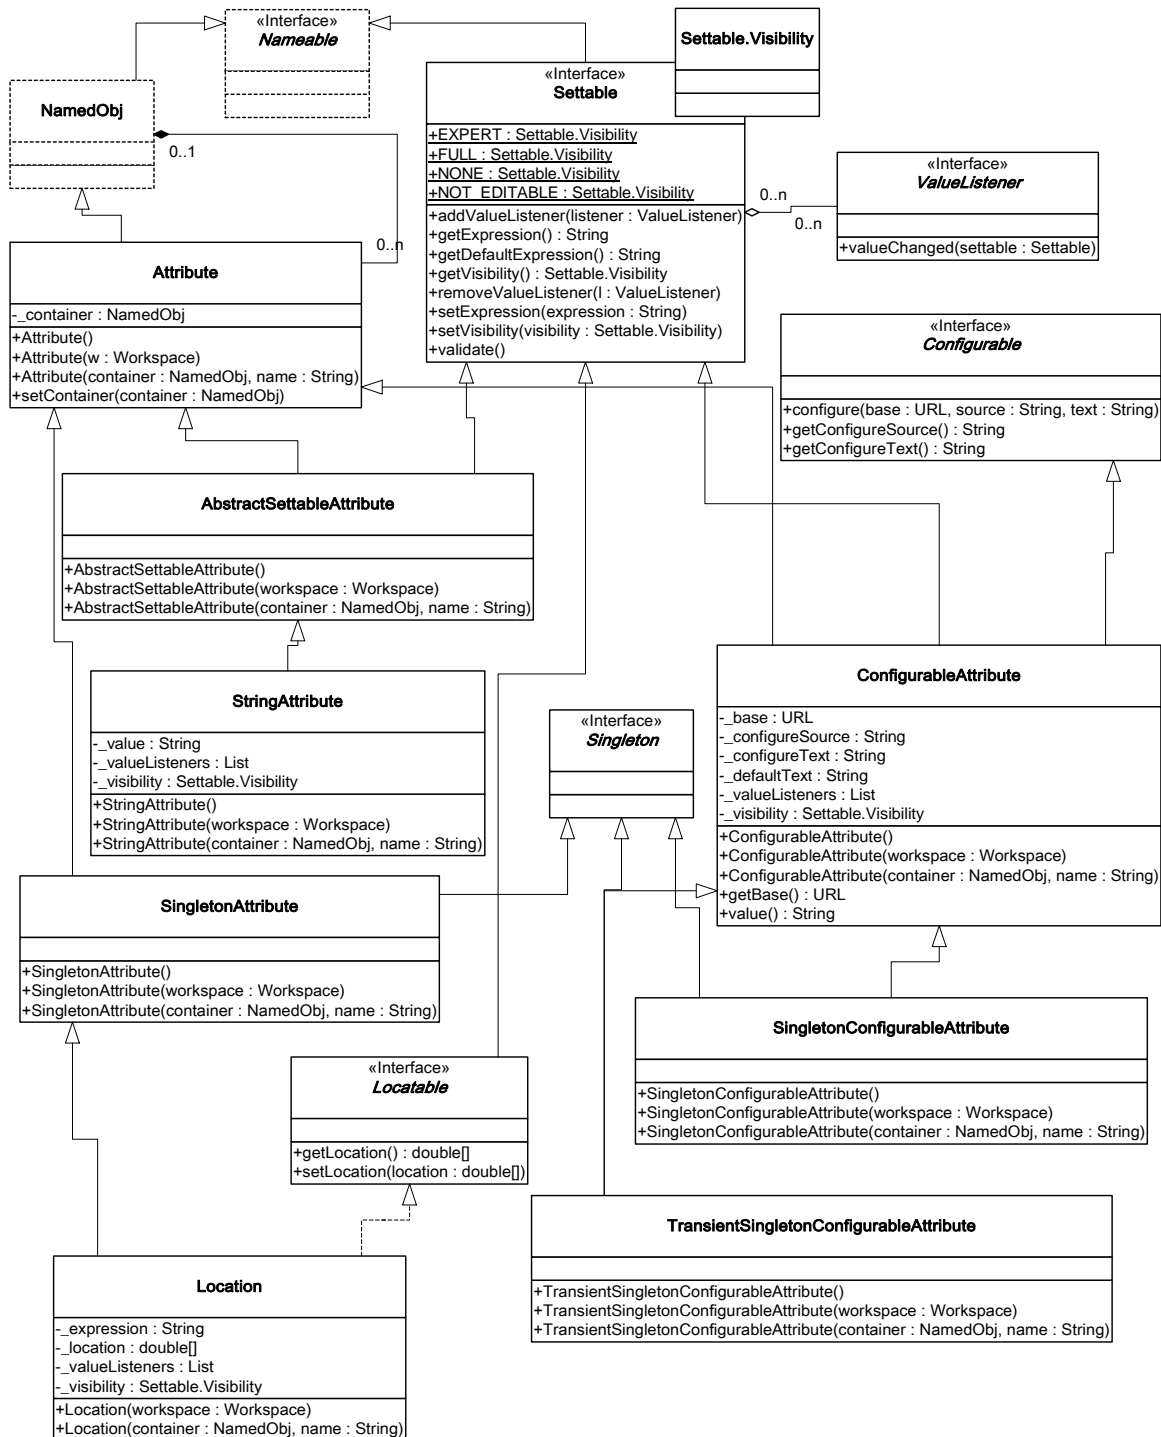 «Interface»
Nameable
Settable.Visibility
NamedObj
«Interface»
Settable
+EXPERT : Settable.Visibility
+FULL : Settable.Visibility
+NONE : Settable.Visibility
+NOT_EDITABLE : Settable.Visibility
+addValueListener(listener : ValueListener)
+getExpression() : String
+getDefaultExpression() : String
+getVisibility() : Settable.Visibility
+removeValueListener(l : ValueListener)
+setExpression(expression : String)
+setVisibility(visibility : Settable.Visibility)
+validate()
0..1
0..n
0..n
0..n
«Interface»
ValueListener
+valueChanged(settable : Settable)
Attribute
-_container : NamedObj
+Attribute()
+Attribute(w : Workspace)
+Attribute(container : NamedObj, name : String)
+setContainer(container : NamedObj)
«Interface»
Configurable
+configure(base : URL, source : String, text : String)
+getConfigureSource() : String
+getConfigureText() : String
AbstractSettableAttribute
+AbstractSettableAttribute()
+AbstractSettableAttribute(workspace : Workspace)
+AbstractSettableAttribute(container : NamedObj, name : String)
StringAttribute
-_value : String
-_valueListeners : List
-_visibility : Settable.Visibility
+StringAttribute()
+StringAttribute(workspace : Workspace)
+StringAttribute(container : NamedObj, name : String)
«Interface»
Singleton
ConfigurableAttribute
-_base : URL
-_configureSource : String
-_configureText : String
-_defaultText : String
-_valueListeners : List
-_visibility : Settable.Visibility
+ConfigurableAttribute()
+ConfigurableAttribute(workspace : Workspace)
+ConfigurableAttribute(container : NamedObj, name : String)
+getBase() : URL
+value() : String
SingletonAttribute
+SingletonAttribute()
+SingletonAttribute(workspace : Workspace)
+SingletonAttribute(container : NamedObj, name : String)
SingletonConfigurableAttribute
+SingletonConfigurableAttribute()
+SingletonConfigurableAttribute(workspace : Workspace)
+SingletonConfigurableAttribute(container : NamedObj, name : String)
«Interface»
Locatable
+getLocation() : double[]
+setLocation(location : double[])
TransientSingletonConfigurableAttribute
+TransientSingletonConfigurableAttribute()
+TransientSingletonConfigurableAttribute(workspace : Workspace)
+TransientSingletonConfigurableAttribute(container : NamedObj, name : String)
Location
-_expression : String
-_location : double[]
-_valueListeners : List
-_visibility : Settable.Visibility
+Location(workspace : Workspace)
+Location(container : NamedObj, name : String)